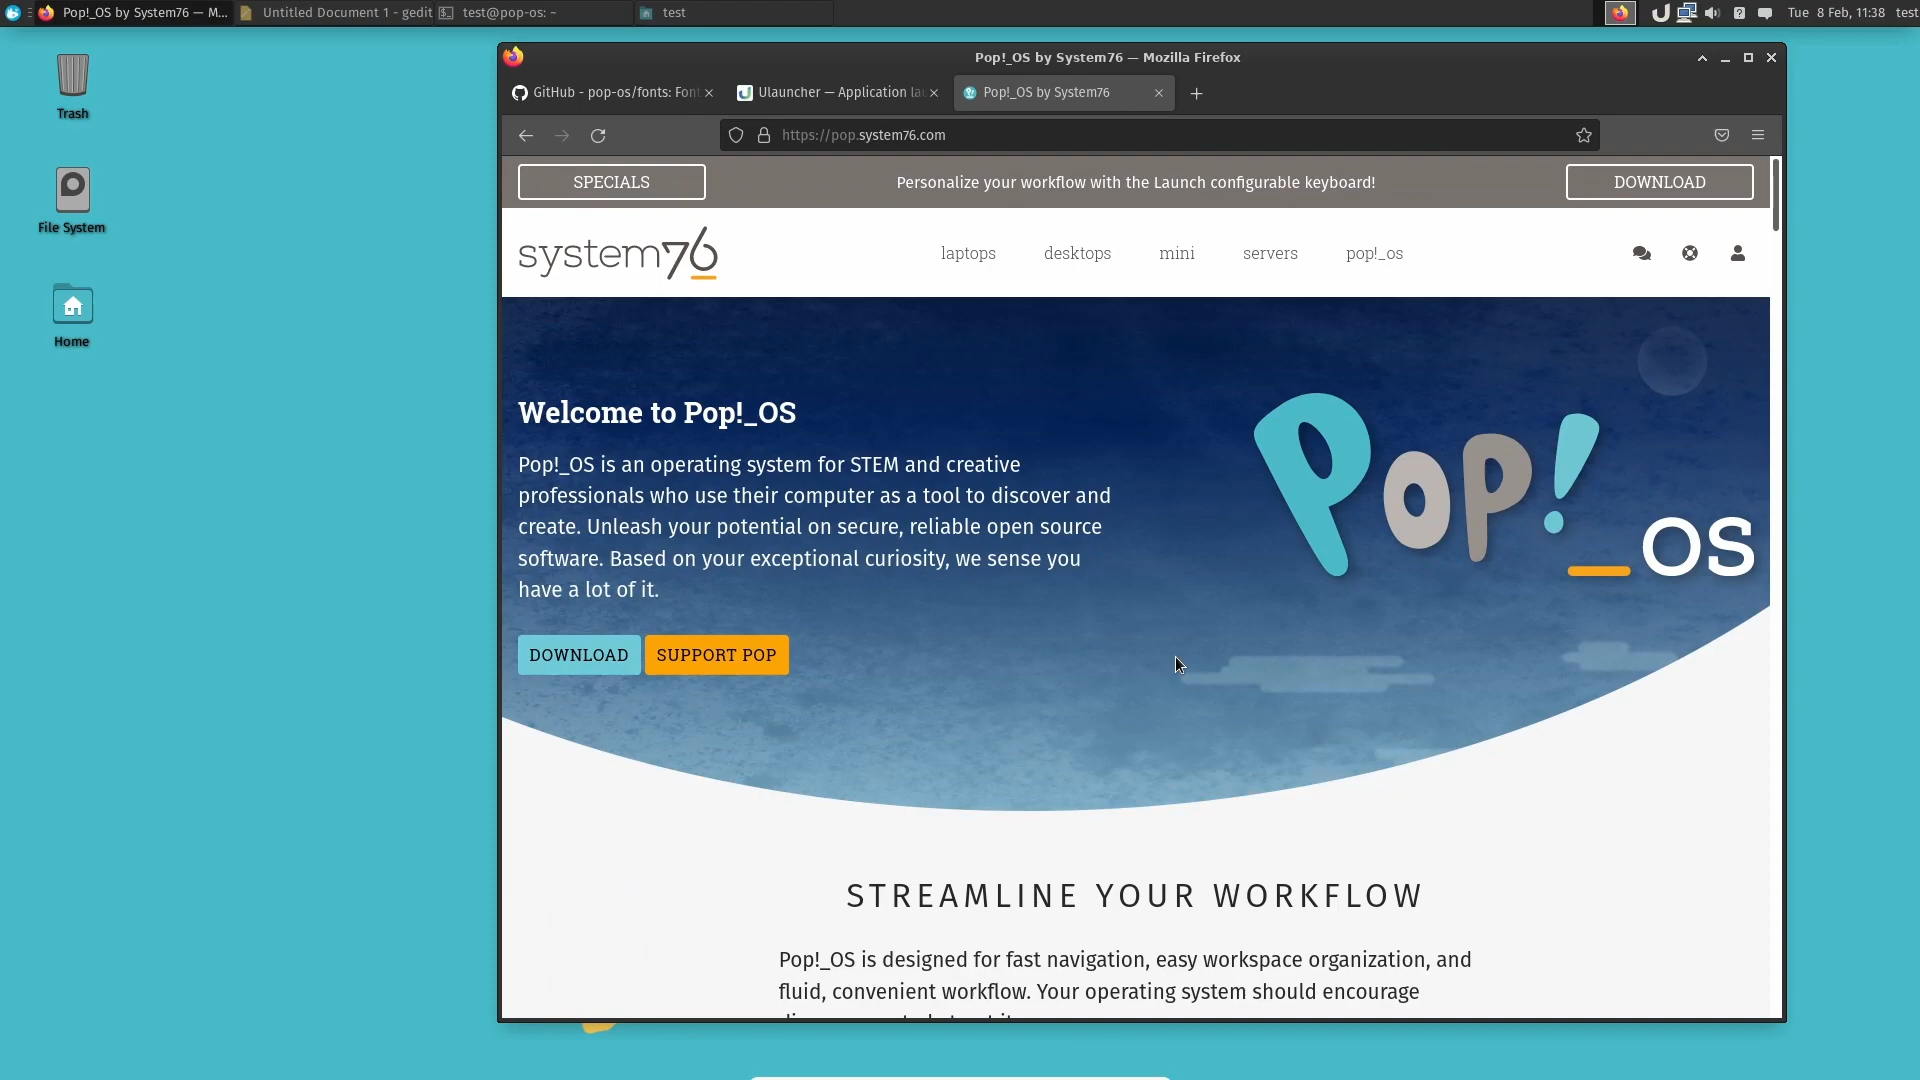 Pop!_OS by System76 — M...
Untitled Document 1 - gedit
test@pop-os: ~
test
Tue 8 Feb, 11:38
test
Trash
File System
Home
Pop!_OS by System76 — Mozilla Firefox
GitHub - pop-os/fonts: Font
Ulauncher — Application la
Pop!_OS by System76
https://pop.system76.com
SPECIALS
Personalize your workflow with the Launch configurable keyboard!
DOWNLOAD
system76
laptops
desktops
mini
servers
pop!_os
Welcome to Pop!_OS
Pop!_OS is an operating system for STEM and creative
professionals who use their computer as a tool to discover and
create. Unleash your potential on secure, reliable open source
software. Based on your exceptional curiosity, we sense you
have a lot of it.
Pop!_OS
DOWNLOAD
SUPPORT POP
STREAMLINE YOUR WORKFLOW
Pop!_OS is designed for fast navigation, easy workspace organization, and
fluid, convenient workflow. Your operating system should encourage